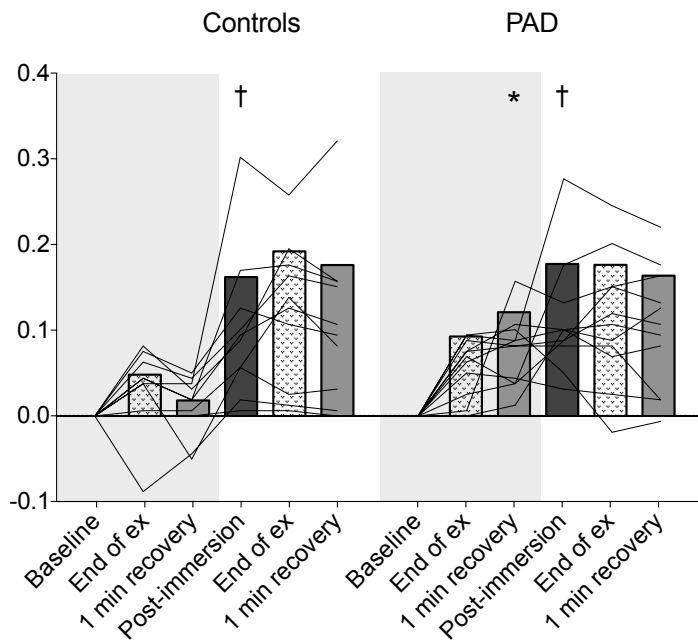 Controls PAD
0.4
† * †
0.3
0.2
0.1
0.0
-0.1
Baseline
End of ex
1 min recovery
Post-immersion
End of ex
1 min recovery
Baseline
End of ex
1 min recovery
Post-immersion
End of ex
1 min recovery